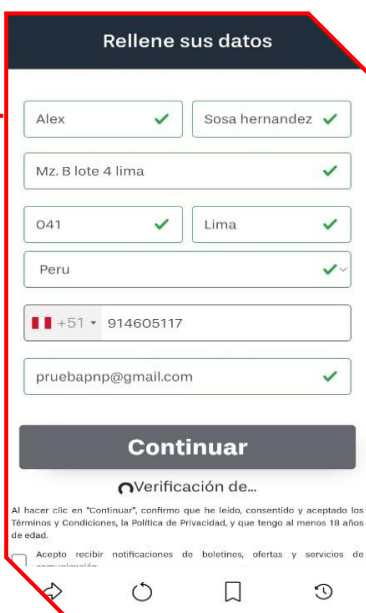 Rellene sus datos
Alex
Sosa hernandez
Mz. B lote 4 lima
041
Lima
Peru
+51 914605117
pruebapnp@gmail.com
Continuar
Verificación de...
Al hacer clic en "Continuar", confirmo que he leído, consentido y aceptado los
Términos y Condiciones, la Política de Privacidad, y que tengo al menos 18 años
de edad.
Acepto recibir notificaciones de boletines, ofertas y servicios de